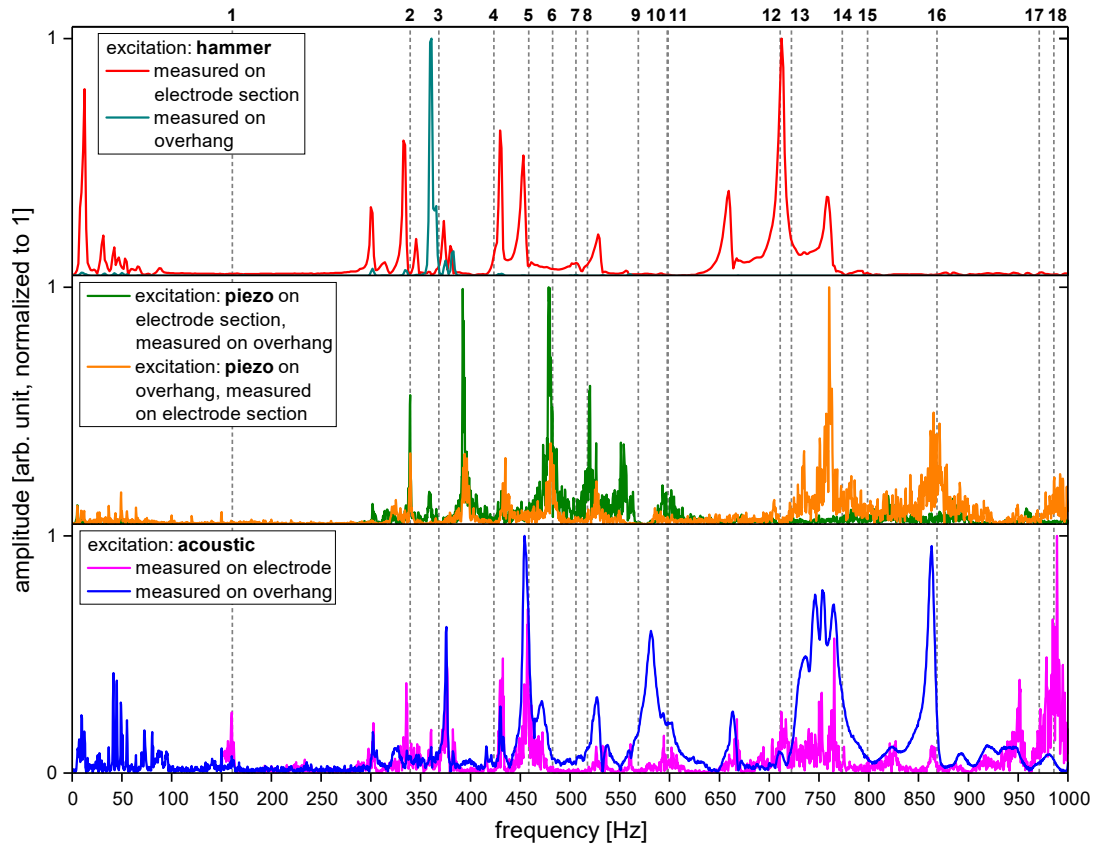 1 2 3 4 5 6 7 8 9 10 11 12 13 14 15 16 17 18
1
excitation: hammer
measured on
electrode section
measured on
overhang
1
excitation: piezo on
electrode section,
measured on overhang
excitation: piezo on
overhang, measured
on electrode section
1
excitation: acoustic
measured on electrode
measured on overhang
0
amplitude [arb. unit, normalized to 1]
0 50 100 150 200 250 300 350 400 450 500 550 600 650 700 750 800 850 900 950 1000
frequency [Hz]